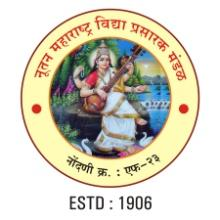 नूतन महाराष्ट्र विद्या प्रसारक मंडळ
नोंदणी क्र. : एफ-२३
ESTD : 1906